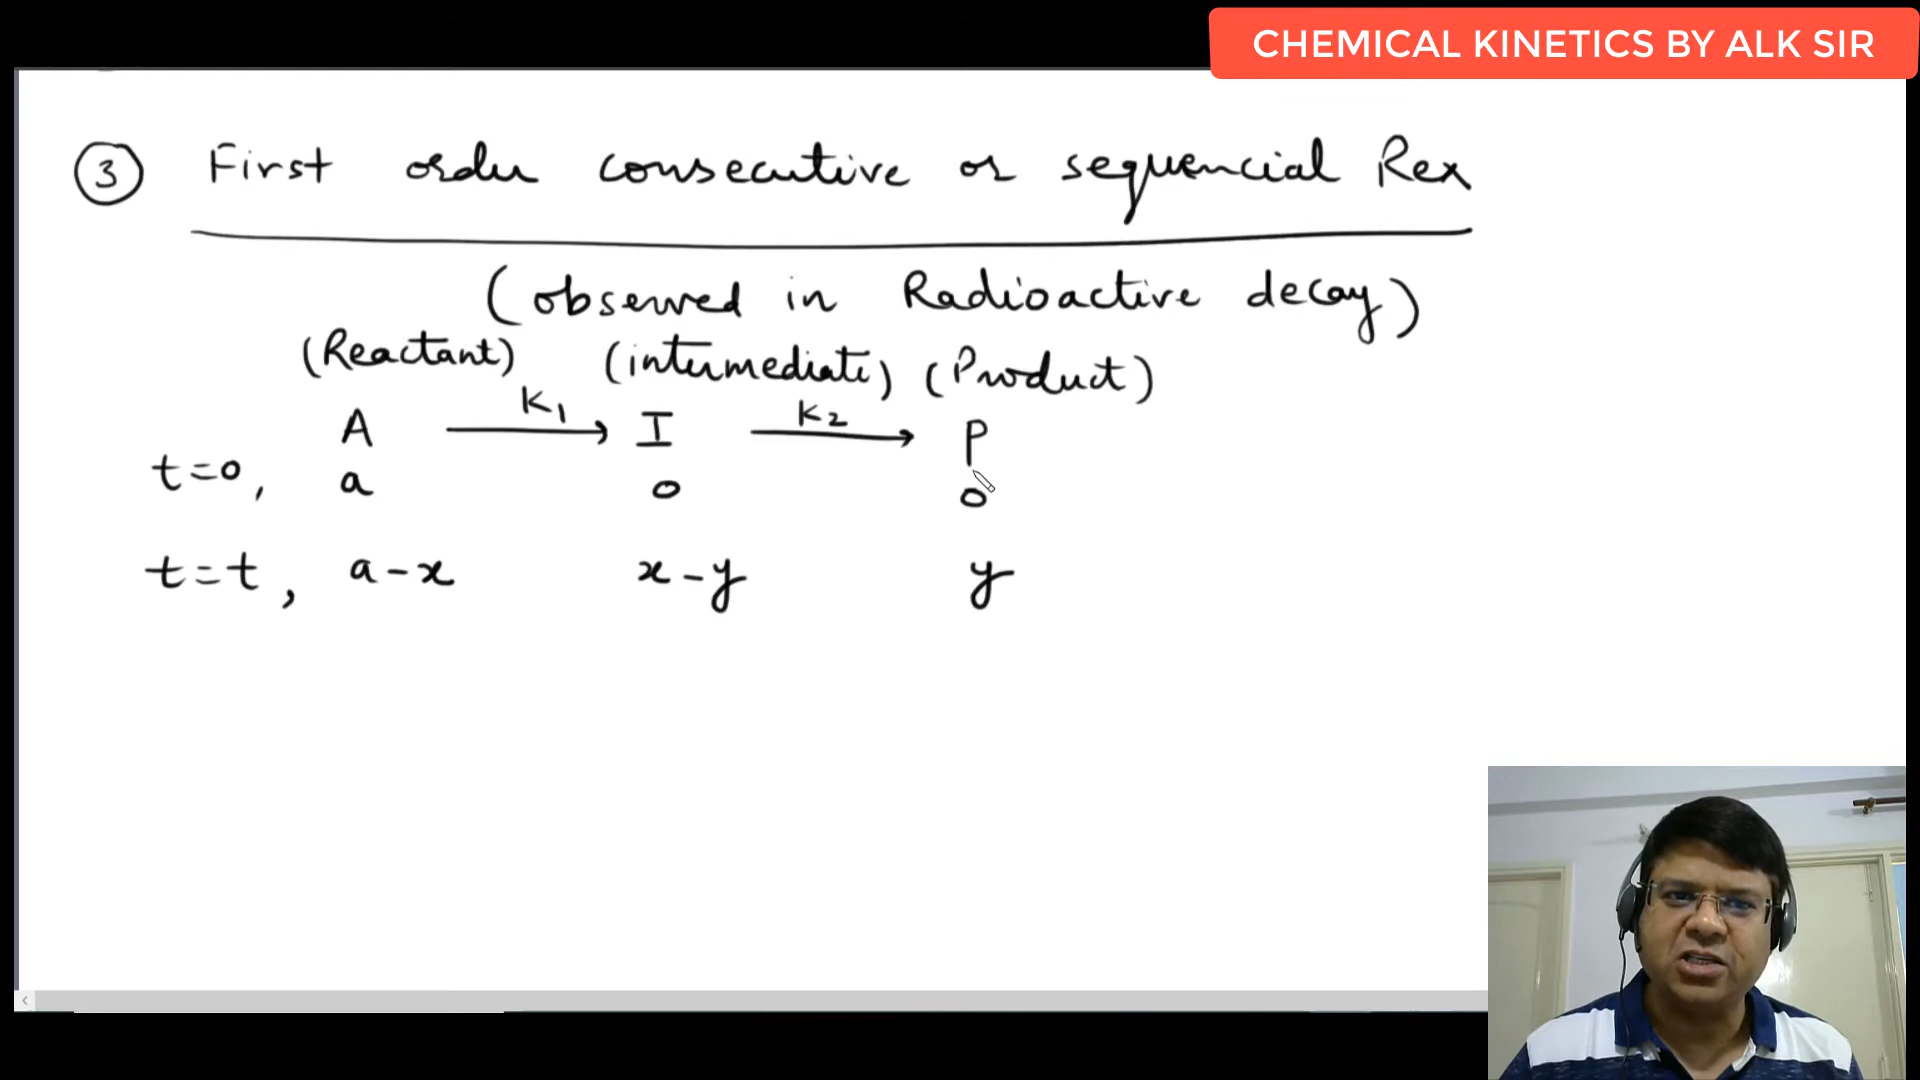 CHEMICAL KINETICS BY ALK SIR
3 First order consecutive or sequencial Rex
(observed in Radioactive decay)
(Reactant) (intermediate) (Product)
A K1 → I K2 → P
t=0, a 0 0
t=t, a-x x-y y